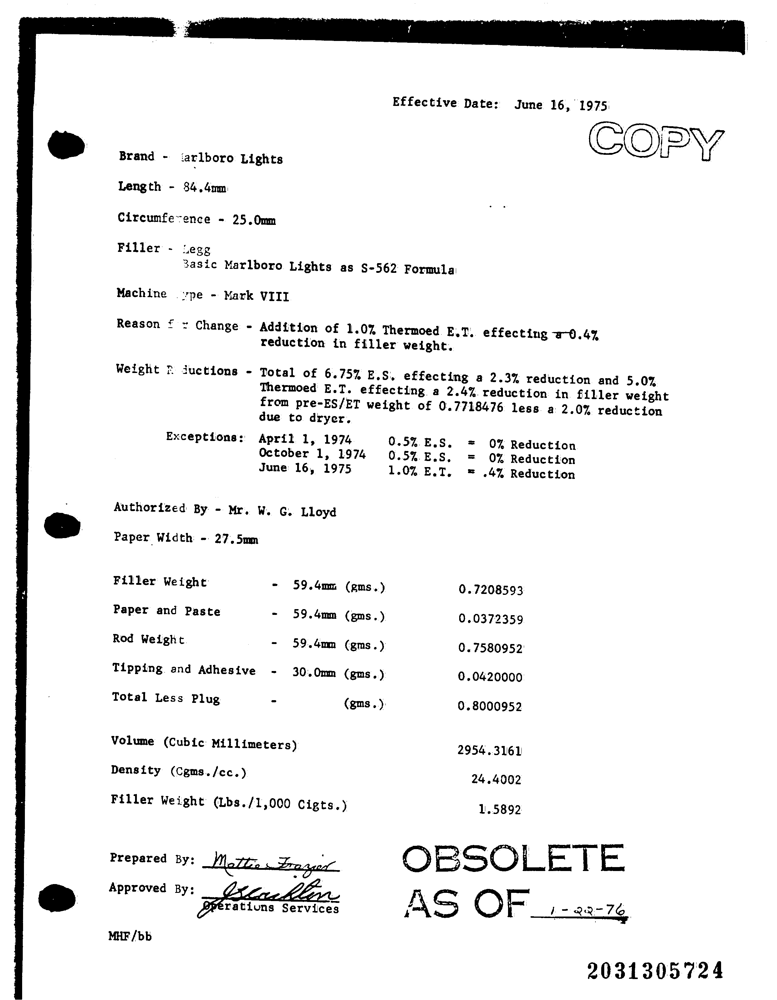 Effective Date: June 16, 1975
COPY
Brand - arlboro Lights
Length - 84.4mm
Circumference - 25.0mm
Filler - Legg
Basic Marlboro Lights as S-562 Formula
Machine ype - Mark VIII
Reason f r Change - Addition of 1.0% Thermoed E.T. effecting a 0.4%
reduction in filler weight.
Weight R ductions - Total of 6.75% E.S. effecting a 2.3% reduction and 5.0%
Thermoed E.T. effecting a 2.4% reduction in filler weight
from pre-ES/ET weight of 0.7718476 less a 2.0% reduction
due to dryer.
Exceptions: April 1, 1974 0.5% E.S. = 0% Reduction
October 1, 1974 0.5% E.S. = 0% Reduction
June 16, 1975 1.0% E.T. = .4% Reduction
Authorized By - Mr. W. G. Lloyd
Paper Width - 27.5mm
Filler Weight - 59.4mm (gms.) 0.7208593
Paper and Paste - 59.4mm (gms.) 0.0372359
Rod Weight - 59.4mm (gms.) 0.7580952
Tipping and Adhesive - 30.0mm (gms.) 0.0420000
Total Less Plug - (gms.) 0.8000952
Volume (Cubic Millimeters) 2954.3161
Density (Cgms./cc.) 24.4002
Filler Weight (Lbs./1,000 Cigts.) 1.5892
Prepared By: Mattie Frazier
Approved By:
Operations Services
OBSOLETE
AS OF 1-22-76
MHF/bb
2031305724